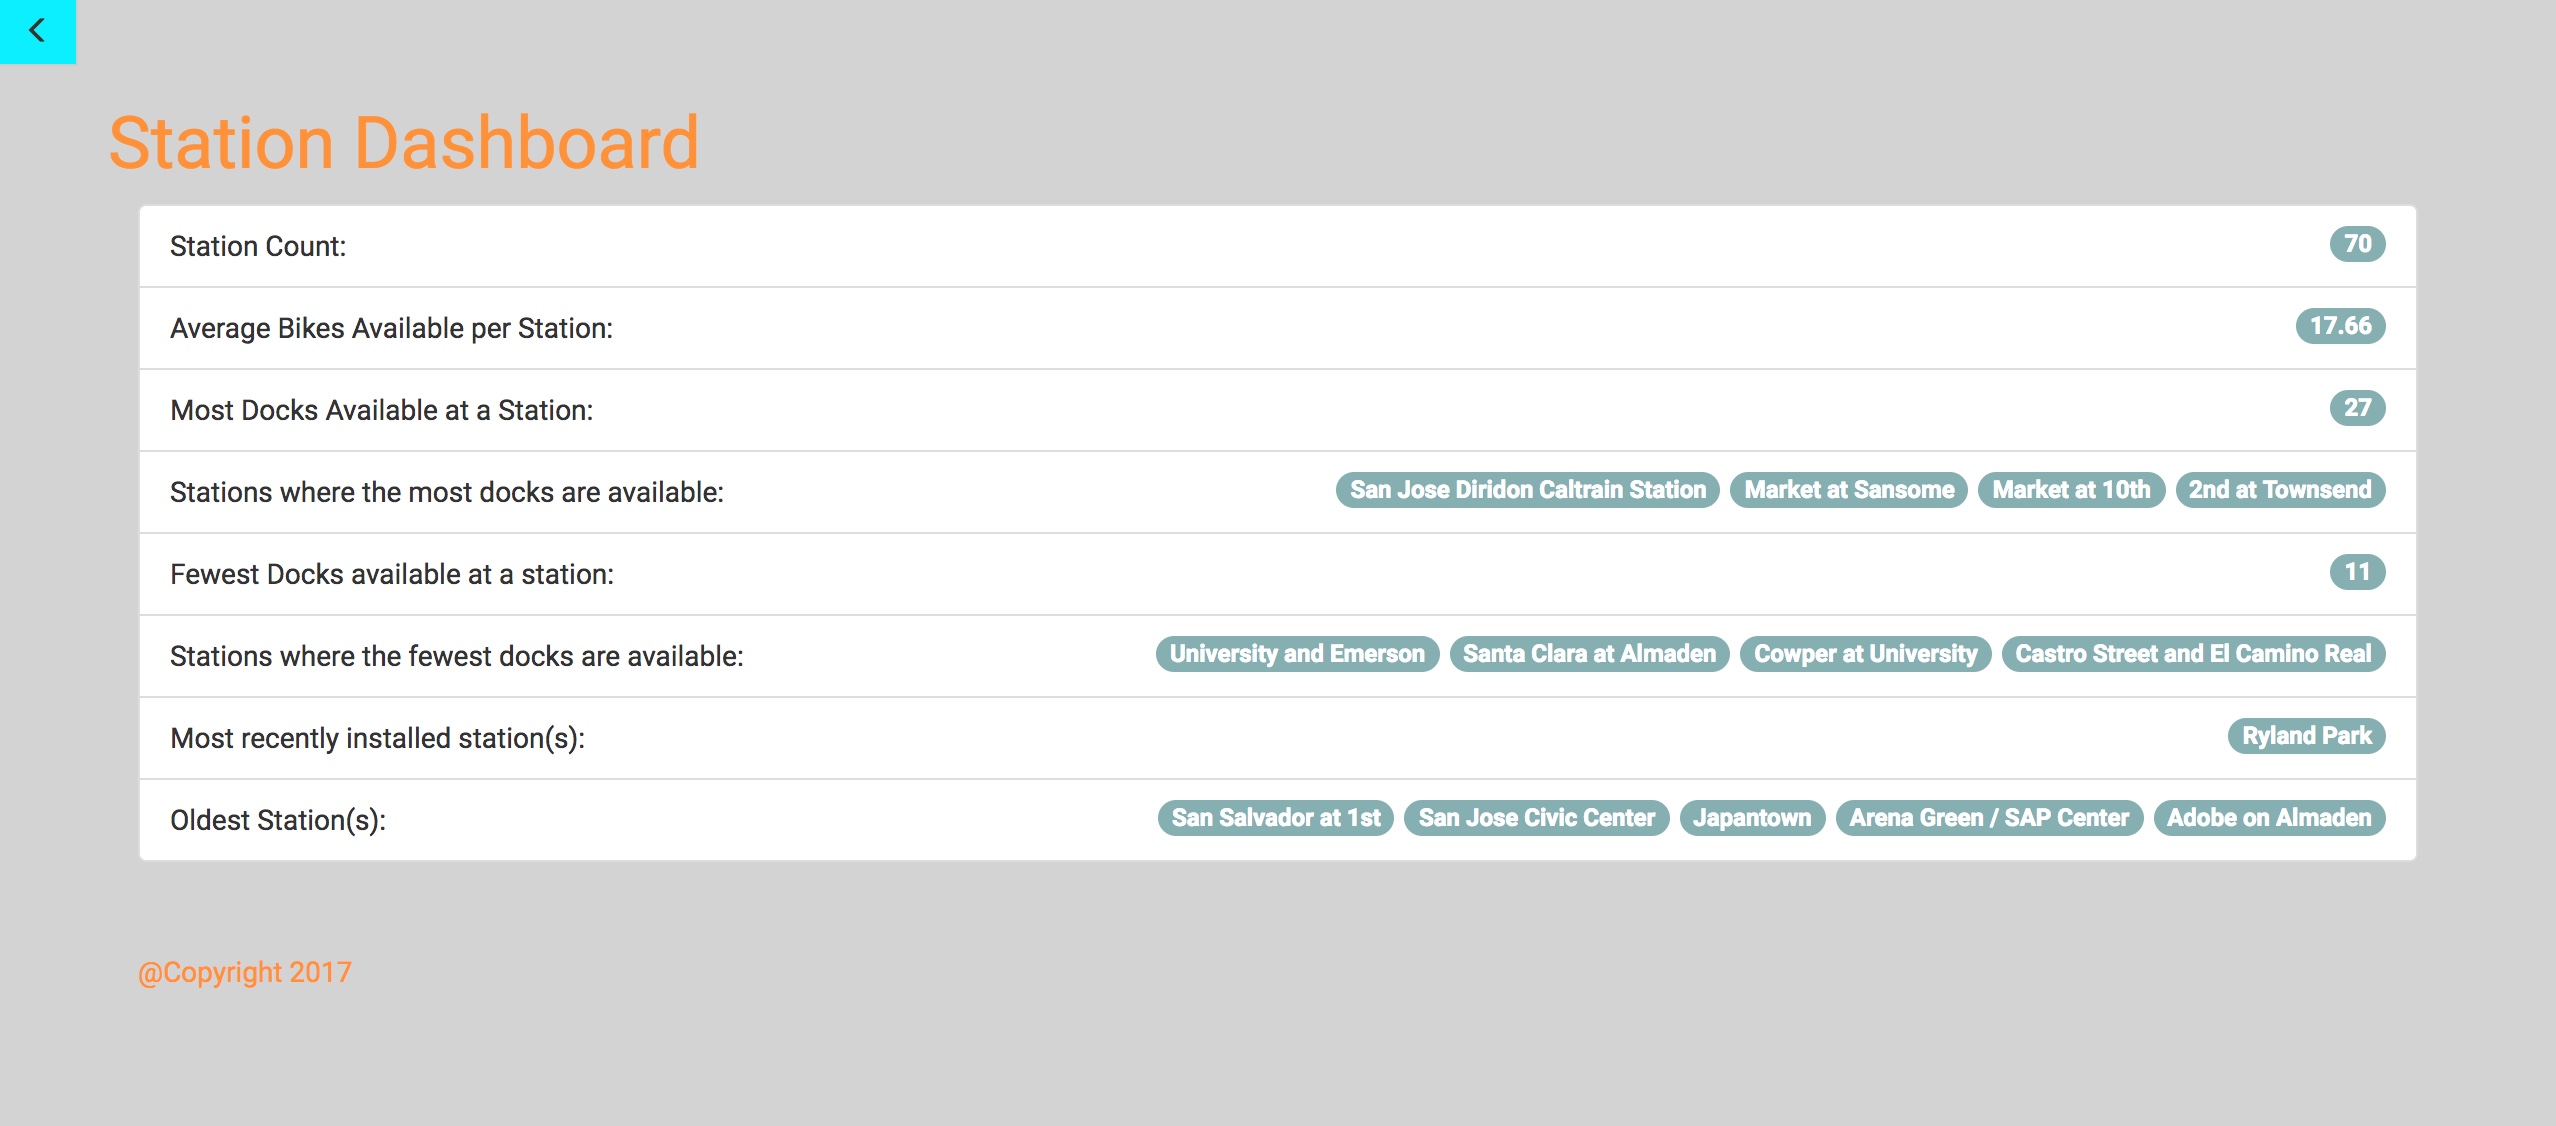 Station Dashboard
Station Count: 70
Average Bikes Available per Station: 17.66
Most Docks Available at a Station: 27
Stations where the most docks are available: San Jose Diridon Caltrain Station Market at Sansome Market at 10th 2nd at Townsend
Fewest Docks available at a station: 11
Stations where the fewest docks are available: University and Emerson Santa Clara at Almaden Cowper at University Castro Street and El Camino Real
Most recently installed station(s): Ryland Park
Oldest Station(s): San Salvador at 1st San Jose Civic Center Japantown Arena Green / SAP Center Adobe on Almaden
@Copyright 2017